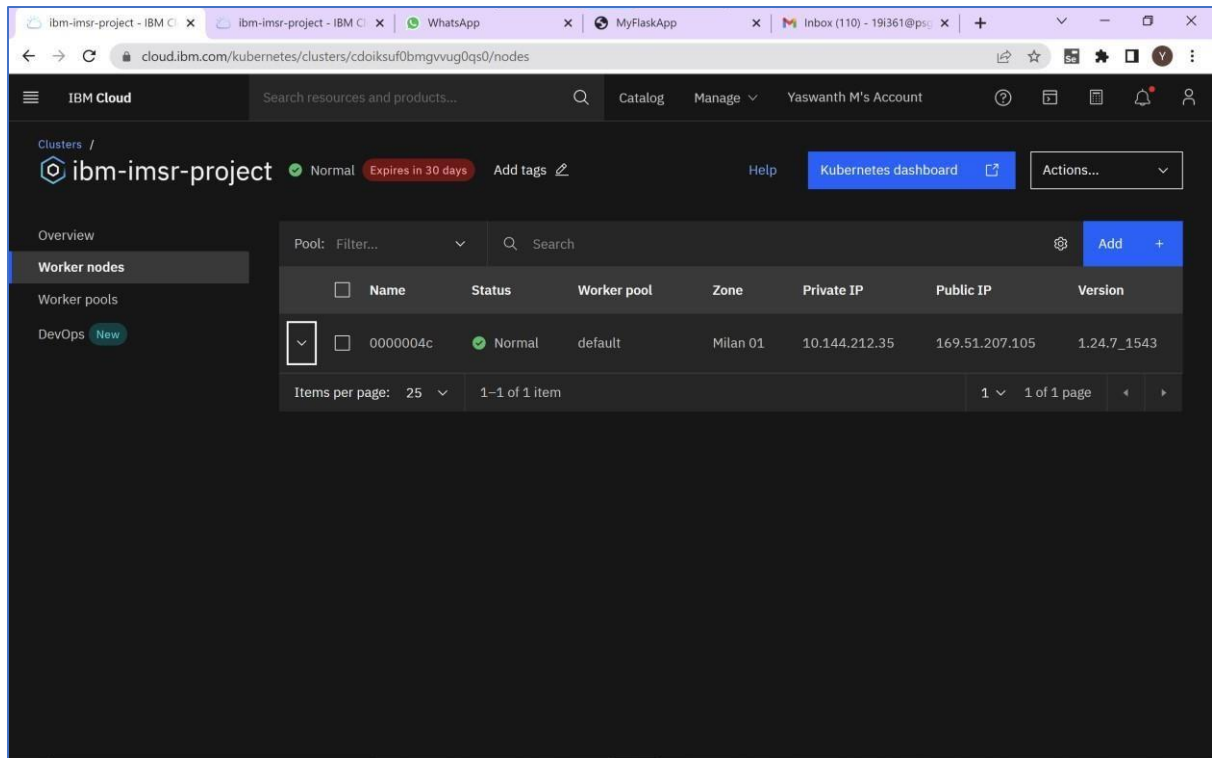 ibm-imsr-project - IBM Cl ibm-imsr-project - IBM Cl WhatsApp MyFlaskApp Inbox (110) - 19i361@psg
cloud.ibm.com/kubernetes/clusters/cdoiksuf0bmgvvug0qs0/nodes Se Y
IBM Cloud Search resources and products... Catalog Manage Yaswanth M's Account
Clusters /
ibm-imsr-project Normal Expires in 30 days Add tags Help Kubernetes dashboard Actions...
Overview
Worker nodes
Worker pools
DevOps New
Pool: Filter... Search Add +
Name Status Worker pool Zone Private IP Public IP Version
0000004c Normal default Milan 01 10.144.212.35 169.51.207.105 1.24.7_1543
Items per page: 25 1–1 of 1 item 1 1 of 1 page